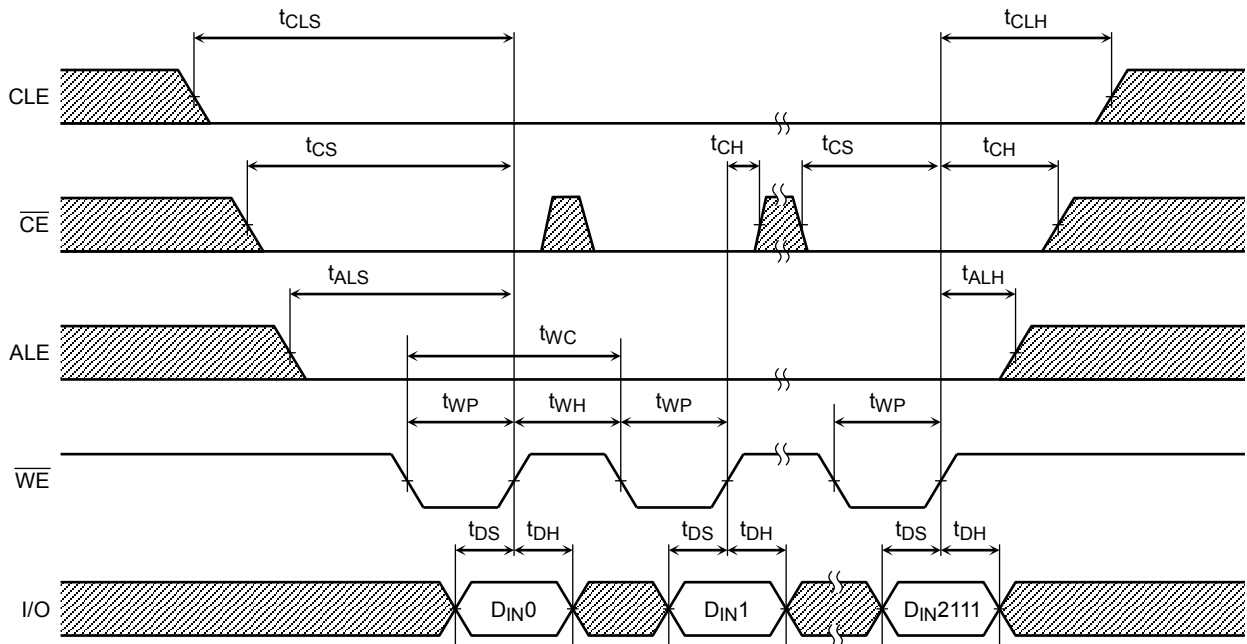 tCLS
tCLH
CLE
tCS
tCH
tCS
tCH
CE
tALS
tALH
tWC
ALE
tWP
tWH
tWP
tWP
WE
tDS
tDH
tDS
tDH
tDS
tDH
I/O
DIN0
DIN1
DIN2111